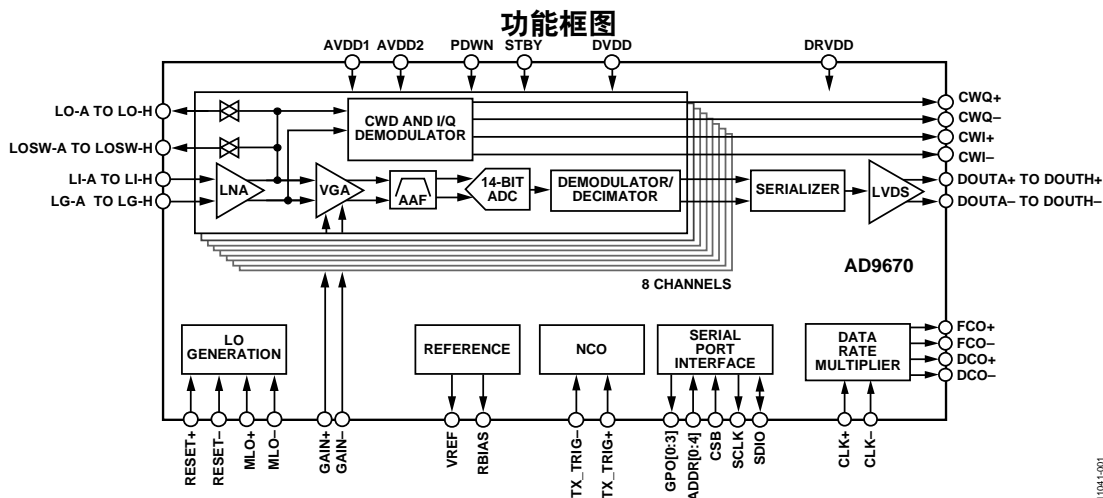 功能框图
AVDD1 AVDD2 PDWN STBY DVDD DRVDD
LO-A TO LO-H
LOSW-A TO LOSW-H
LI-A TO LI-H
LG-A TO LG-H
CWD AND I/Q
DEMODULATOR
LNA
VGA
AAF
14-BIT
ADC
DEMODULATOR/
DECIMATOR
SERIALIZER
LVDS
CWQ+
CWQ–
CWI+
CWI–
DOUTA+ TO DOUTH+
DOUTA– TO DOUTH–
8 CHANNELS
AD9670
LO
GENERATION
REFERENCE
NCO
SERIAL
PORT
INTERFACE
DATA
RATE
MULTIPLIER
FCO+
FCO–
DCO+
DCO–
RESET+
RESET–
MLO+
MLO–
GAIN+
GAIN–
VREF
RBIAS
TX_TRIG–
TX_TRIG+
GPO[0:3]
ADDR[0:4]
CSB
SCLK
SDIO
CLK+
CLK–
11041-001